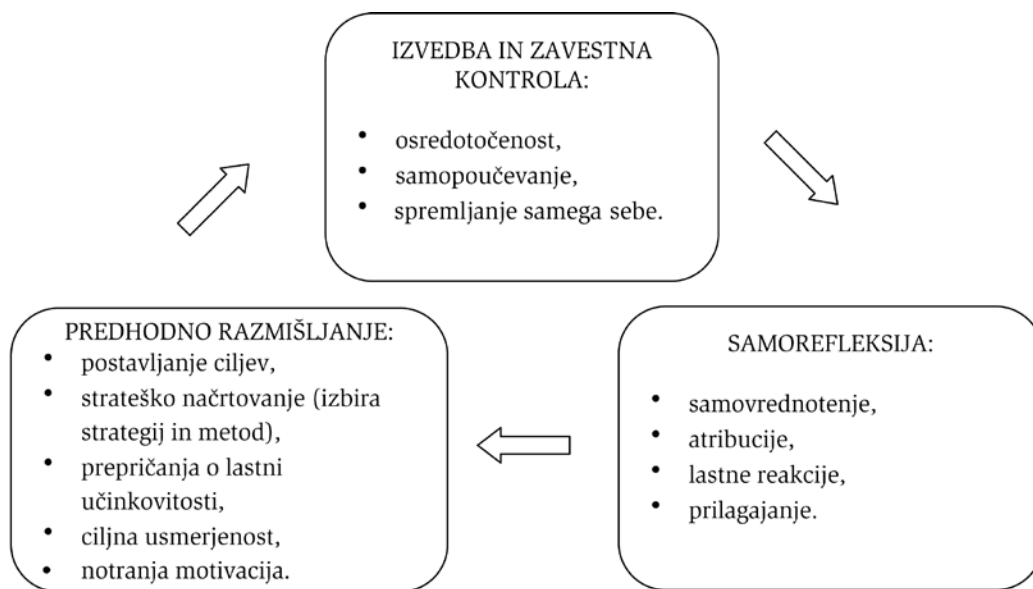 IZVEDBA IN ZAVESTNA
KONTROLA:
• osredotočenost,
• samopoučevanje,
• spremljanje samega sebe.
PREDHODNO RAZMIŠLJANJE:
• postavljanje ciljev,
• strateško načrtovanje (izbira
strategij in metod),
• prepričanja o lastni
učinkovitosti,
• ciljna usmerjenost,
• notranja motivacija.
SAMOREFLEKSIJA:
• samovrednotenje,
• atribucije,
• lastne reakcije,
• prilagajanje.